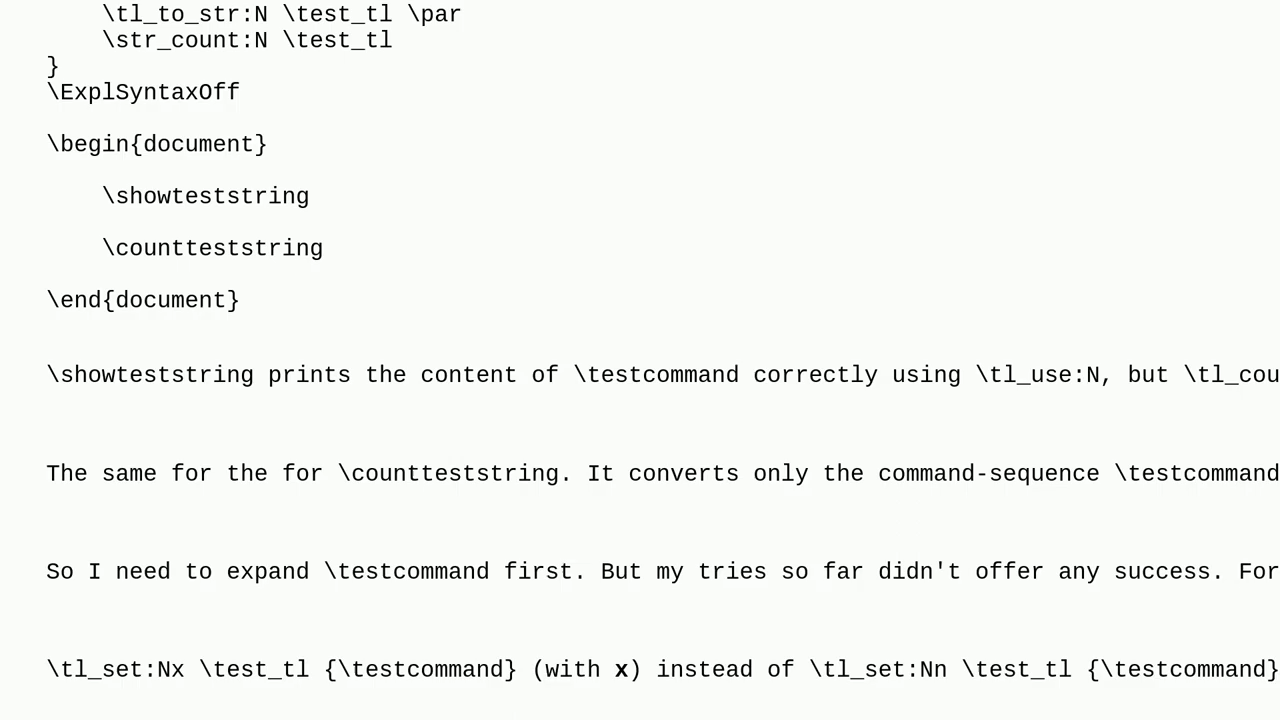 \tl_to_str:N \test_tl \par
\str_count:N \test_tl
}
\ExplSyntaxOff
\begin{document}
\showteststring
\countteststring
\end{document}
\showteststring prints the content of \testcommand correctly using \tl_use:N, but \tl_cou
The same for the for \countteststring. It converts only the command-sequence \testcommand
So I need to expand \testcommand first. But my tries so far didn't offer any success. For
\tl_set:Nx \test_tl {\testcommand} (with x) instead of \tl_set:Nn \test_tl {\testcommand}